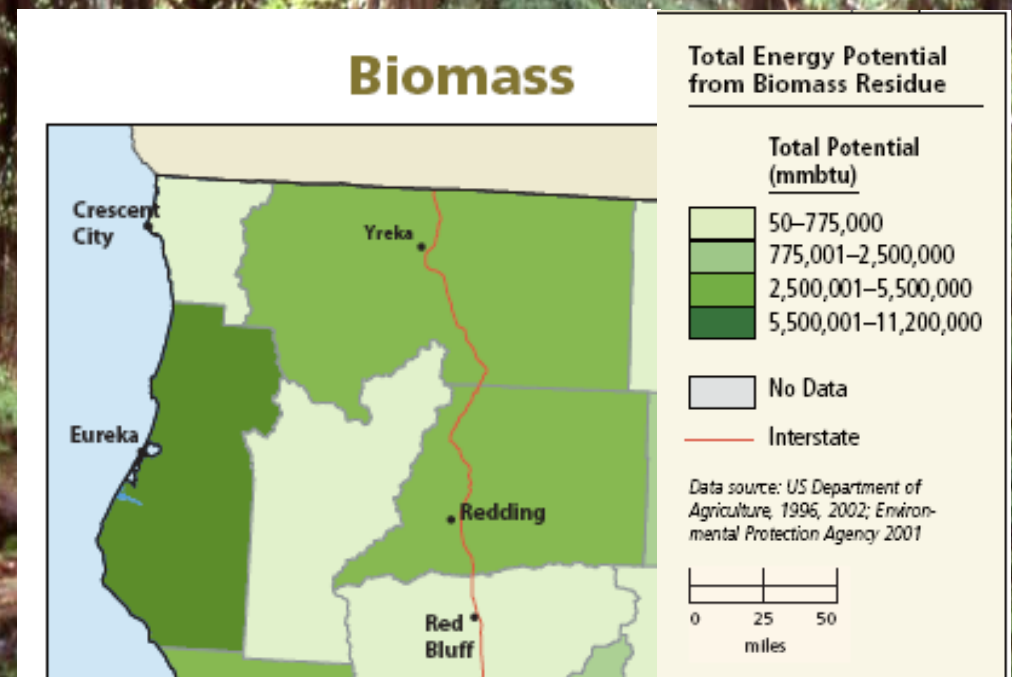 Biomass
Crescent
City
Yreka
Eureka
Redding
Red
Bluff
Total Energy Potential
from Biomass Residue
Total Potential
(mmbtu)
50–775,000
775,001–2,500,000
2,500,001–5,500,000
5,500,001–11,200,000
No Data
Interstate
Data source: US Department of
Agriculture, 1996, 2002; Environ-
mental Protection Agency 2001
0 25 50
miles